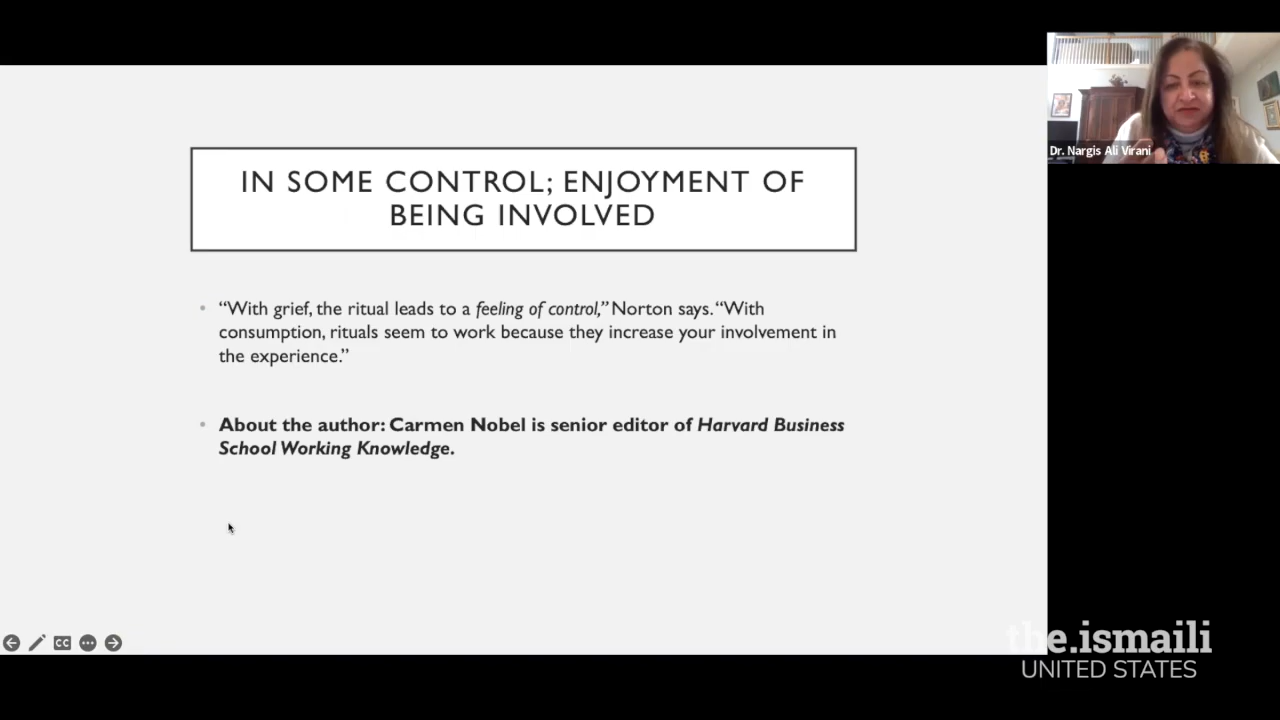 IN SOME CONTROL; ENJOYMENT OF
BEING INVOLVED
• “With grief, the ritual leads to a feeling of control,” Norton says. “With
consumption, rituals seem to work because they increase your involvement in
the experience.”
• About the author: Carmen Nobel is senior editor of Harvard Business
School Working Knowledge.
Dr. Nargis Ali Virani
CC
the.ismaili
UNITED STATES